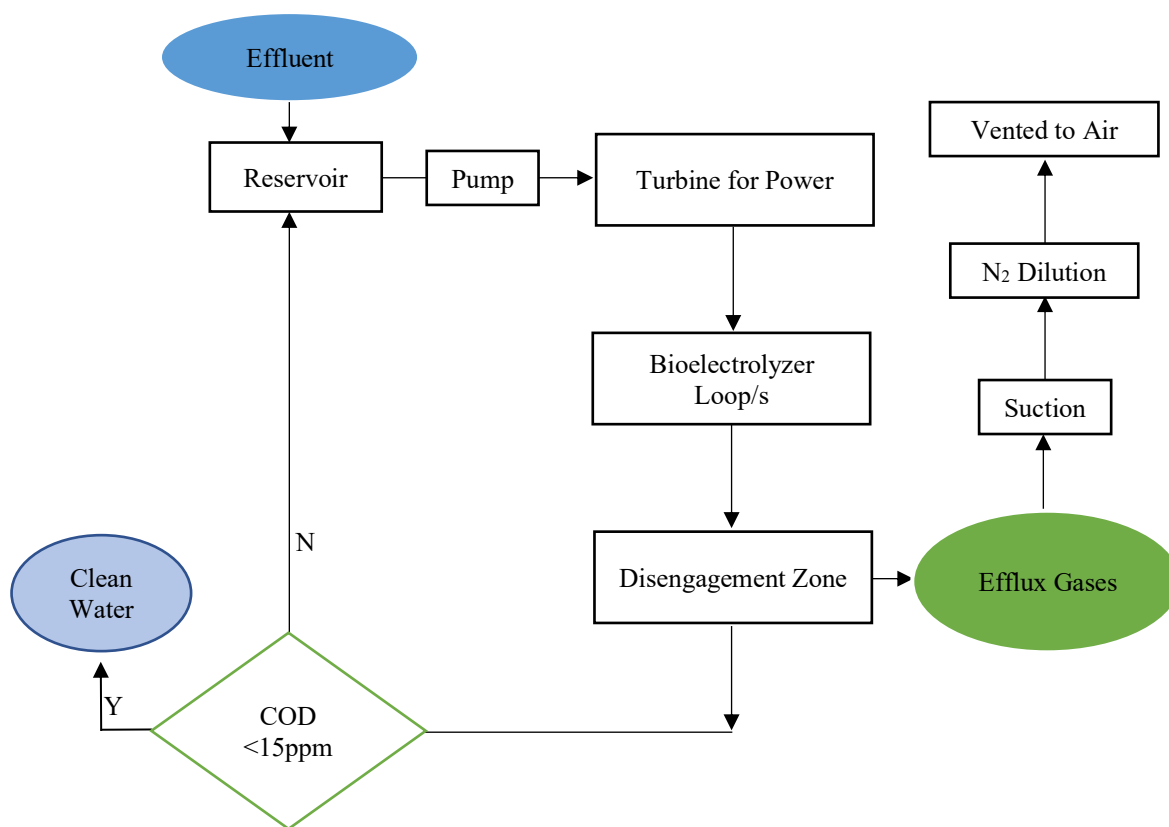 Effluent
Vented to Air
Reservoir
Pump
Turbine for Power
N₂ Dilution
Bioelectrolyzer
Loop/s
Suction
N
Clean
Water
Disengagement Zone
Efflux Gases
Y
COD
<15ppm